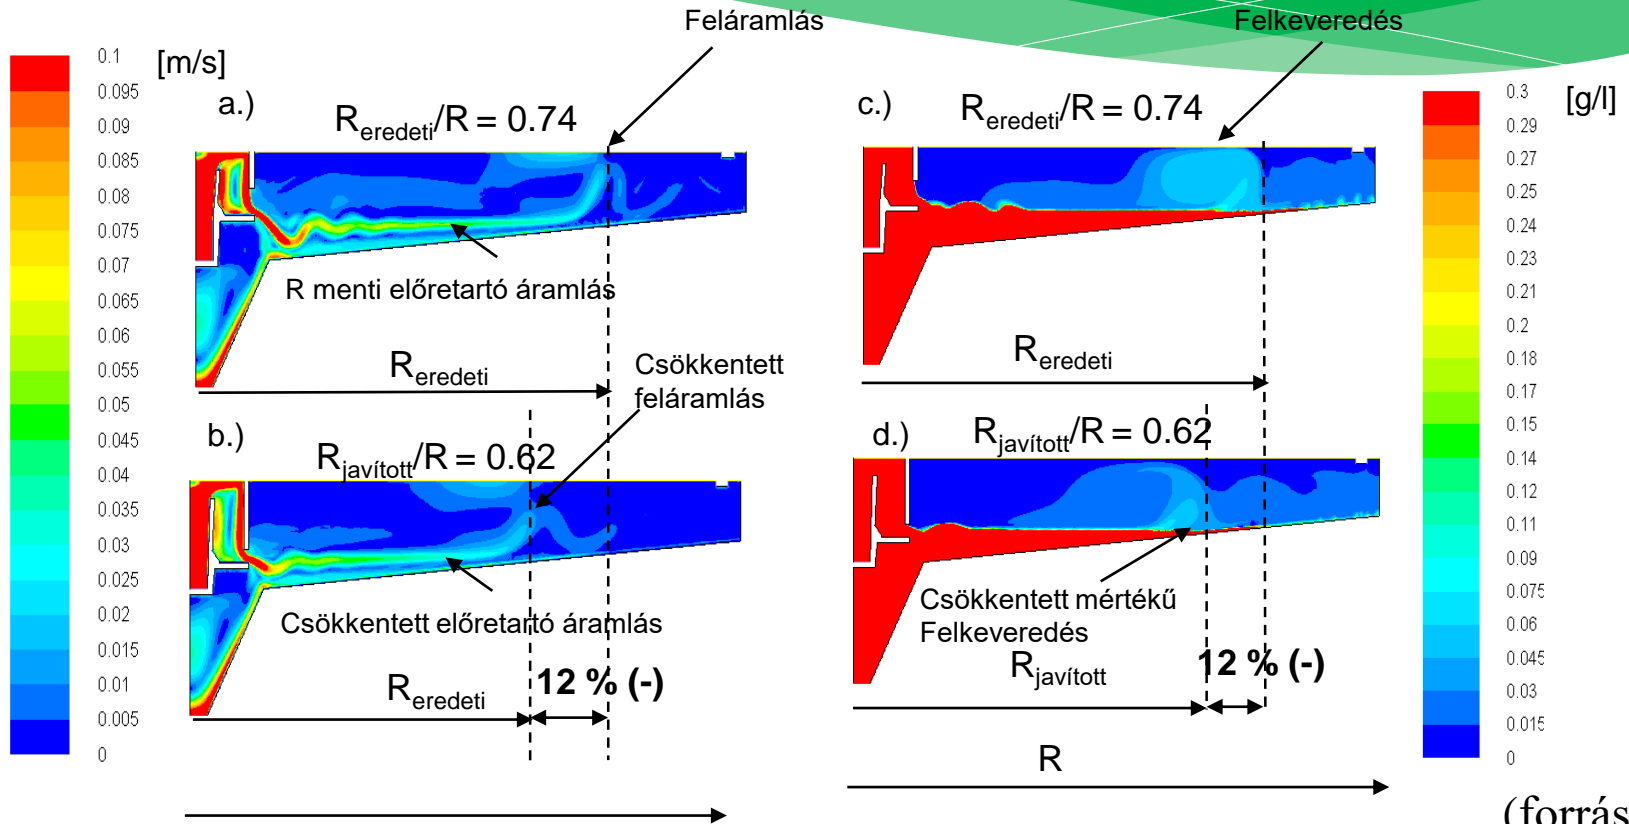 Feláramlás
Felkeveredés
[m/s]
[g/l]
0.1
0.095
0.09
0.085
0.08
0.075
0.07
0.065
0.06
0.055
0.05
0.045
0.04
0.035
0.03
0.025
0.02
0.015
0.01
0.005
0
a.)
Reredeti/R = 0.74
R menti előretartó áramlás
Reredeti
Csökkentett
feláramlás
b.)
Rjavított/R = 0.62
Csökkentett előretartó áramlás
Reredeti
12 % (-)
c.)
Reredeti/R = 0.74
Reredeti
d.)
Rjavított/R = 0.62
Csökkentett mértékű
Felkeveredés
Rjavított
12 % (-)
R
0.3
0.29
0.27
0.25
0.24
0.23
0.21
0.2
0.18
0.17
0.15
0.14
0.12
0.11
0.09
0.075
0.06
0.045
0.03
0.015
0
(forrás